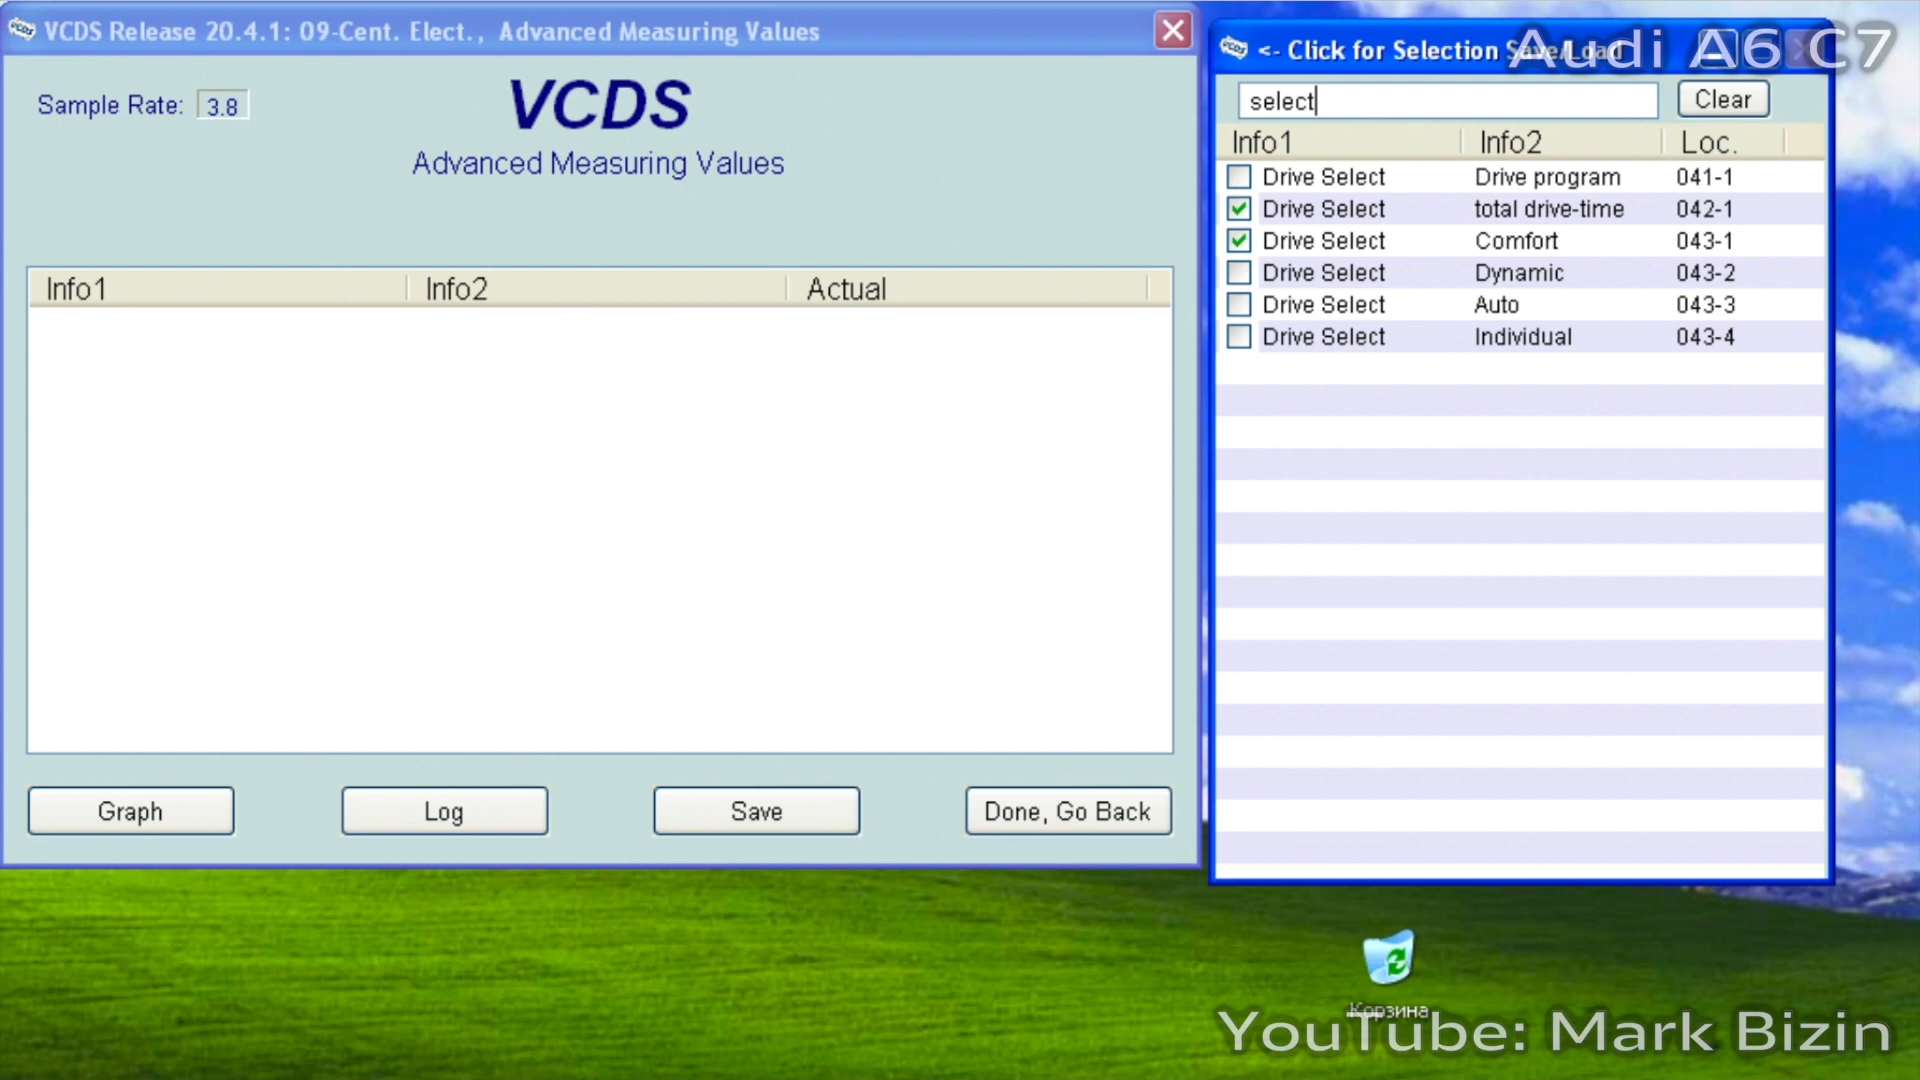 VCDS Release 20.4.1: 09-Cent. Elect., Advanced Measuring Values
Sample Rate: 3.8
VCDS
Advanced Measuring Values
Info1 Info2 Actual
Graph Log Save Done, Go Back
<- Click for Selection Save/Load
Audi A6 C7
select Clear
Info1 Info2 Loc.
Drive Select Drive program 041-1
Drive Select total drive-time 042-1
Drive Select Comfort 043-1
Drive Select Dynamic 043-2
Drive Select Auto 043-3
Drive Select Individual 043-4
Корзина
YouTube: Mark Bizin